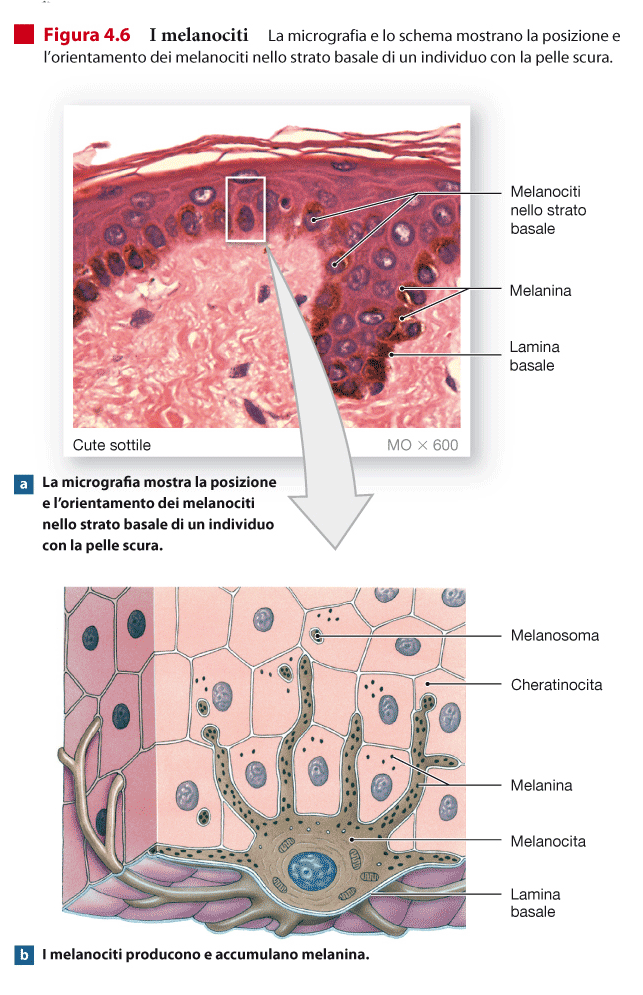 Figura 4.6 I melanociti La micrografia e lo schema mostrano la posizione e
l'orientamento dei melanociti nello strato basale di un individuo con la pelle scura.
Melanociti
nello strato
basale
Melanina
Lamina
basale
Cute sottile MO × 600
a La micrografia mostra la posizione
e l'orientamento dei melanociti
nello strato basale di un individuo
con la pelle scura.
Melanosoma
Cheratinocita
Melanina
Melanocita
Lamina
basale
b I melanociti producono e accumulano melanina.